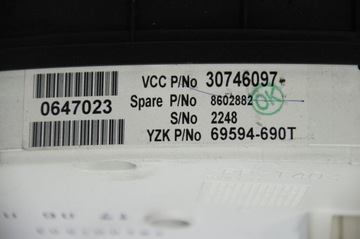 VCC P/No 30746097-
0647023
Spare P/No 8602882
OK
S/No 2248
YZK P/No 69594-690T